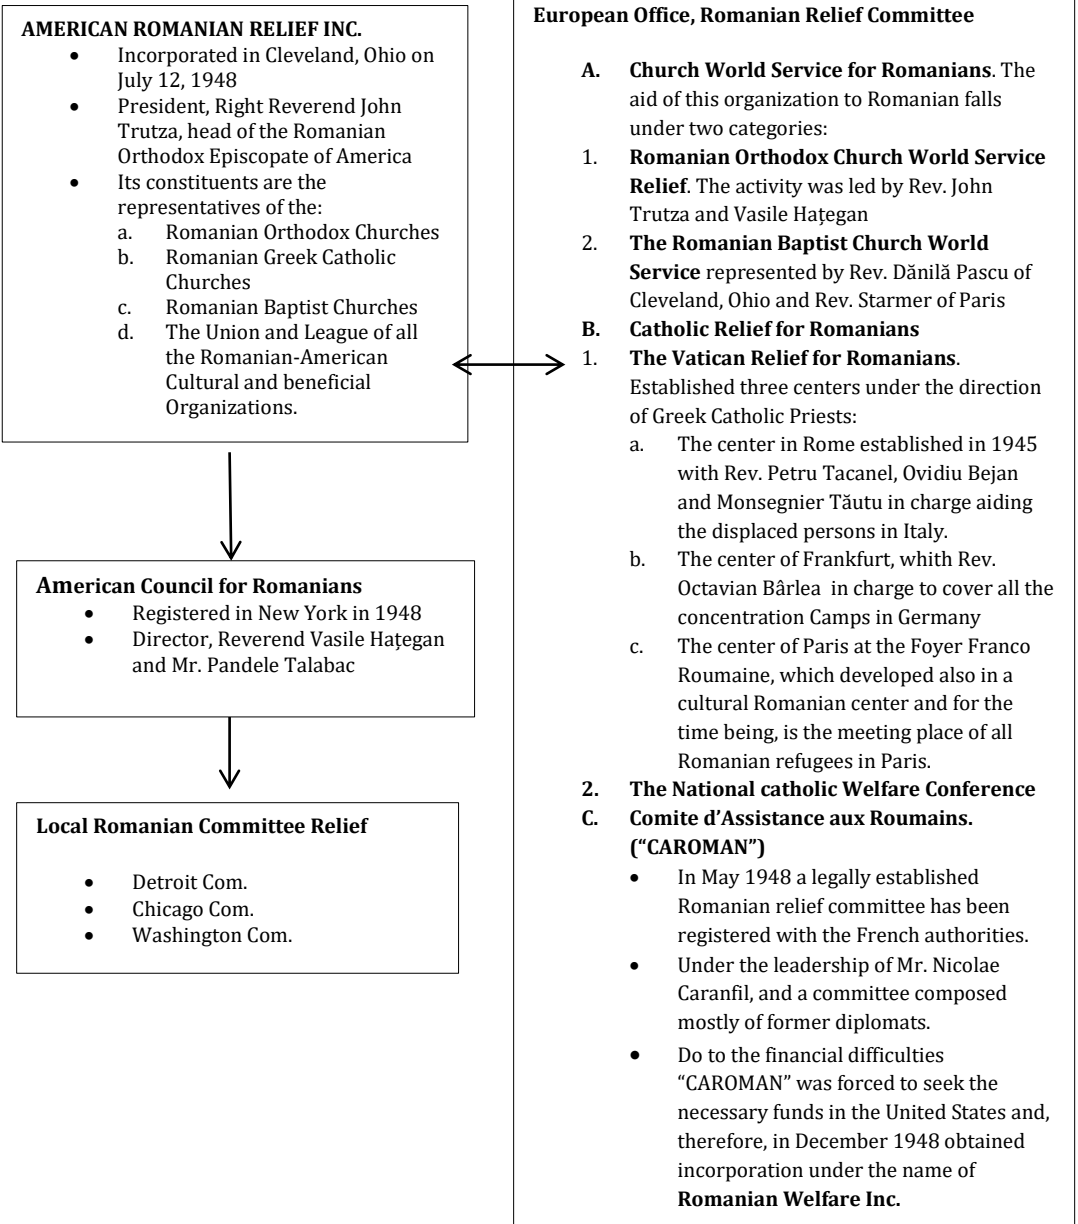 AMERICAN ROMANIAN RELIEF INC.
• Incorporated in Cleveland, Ohio on
July 12, 1948
• President, Right Reverend John
Trutza, head of the Romanian
Orthodox Episcopate of America
• Its constituents are the
representatives of the:
a. Romanian Orthodox Churches
b. Romanian Greek Catholic
Churches
c. Romanian Baptist Churches
d. The Union and League of all
the Romanian-American
Cultural and beneficial
Organizations.
American Council for Romanians
• Registered in New York in 1948
• Director, Reverend Vasile Hațegan
and Mr. Pandele Talabac
Local Romanian Committee Relief
• Detroit Com.
• Chicago Com.
• Washington Com.
European Office, Romanian Relief Committee
A. Church World Service for Romanians. The
aid of this organization to Romanian falls
under two categories:
1. Romanian Orthodox Church World Service
Relief. The activity was led by Rev. John
Trutza and Vasile Hațegan
2. The Romanian Baptist Church World
Service represented by Rev. Dănilă Pascu of
Cleveland, Ohio and Rev. Starmer of Paris
B. Catholic Relief for Romanians
1. The Vatican Relief for Romanians.
Established three centers under the direction
of Greek Catholic Priests:
a. The center in Rome established in 1945
with Rev. Petru Tacanel, Ovidiu Bejan
and Monsegnier Tăutu in charge aiding
the displaced persons in Italy.
b. The center of Frankfurt, whith Rev.
Octavian Bârlea in charge to cover all the
concentration Camps in Germany
c. The center of Paris at the Foyer Franco
Roumaine, which developed also in a
cultural Romanian center and for the
time being, is the meeting place of all
Romanian refugees in Paris.
2. The National catholic Welfare Conference
C. Comite d’Assistance aux Roumains.
(“CAROMAN”)
• In May 1948 a legally established
Romanian relief committee has been
registered with the French authorities.
• Under the leadership of Mr. Nicolae
Caranfil, and a committee composed
mostly of former diplomats.
• Do to the financial difficulties
“CAROMAN” was forced to seek the
necessary funds in the United States and,
therefore, in December 1948 obtained
incorporation under the name of
Romanian Welfare Inc.